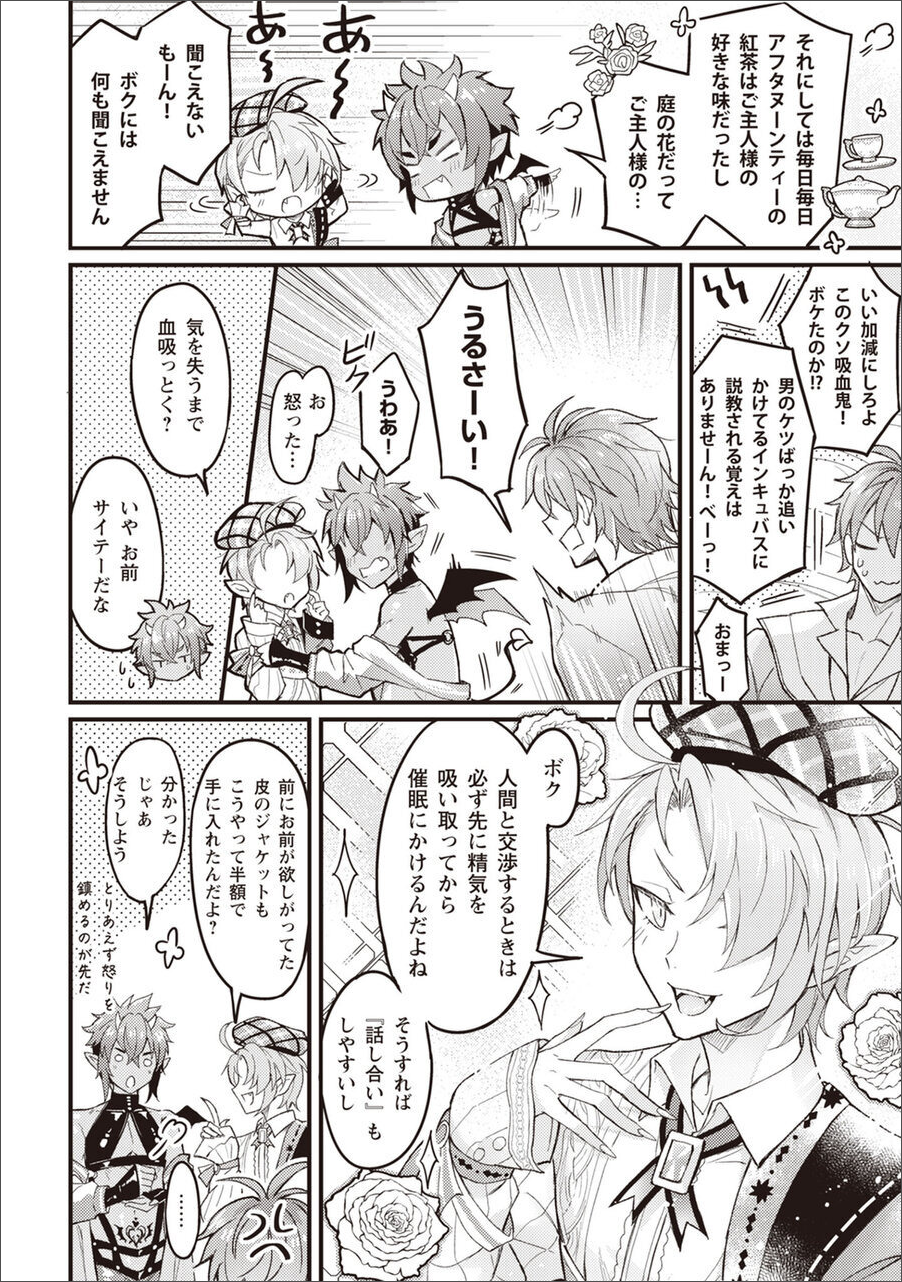 それにしては毎日毎日
アフタヌーンティーの
紅茶はご主人様の
好きな味だったし
庭の花だって
ご主人様の…
あーあー
聞こえない
もーん!
ボクには
何も聞こえません
いい加減にしろよ
このクソ吸血鬼!
ボケたのか!?
男のケツばっか追い
かけてるインキュバスに
説教される覚えは
ありませーん!べーっ!
おまっー
うるさーい!
ビク
うわあ!
お
怒った…
気を失うまで
血吸っとく?
いや お前
サイテーだな
ボク
人間と交渉するときは
必ず先に精気を
吸い取ってから
催眠にかけるんだよね
そうすれば
『話し合い』も
しやすいし
前にお前が欲しがってた
皮のジャケットも
こうやって半額で
手に入れたんだよ?
分かった
じゃあ
そうしよう
とりあえず怒りを
鎮めるのが先だ
……